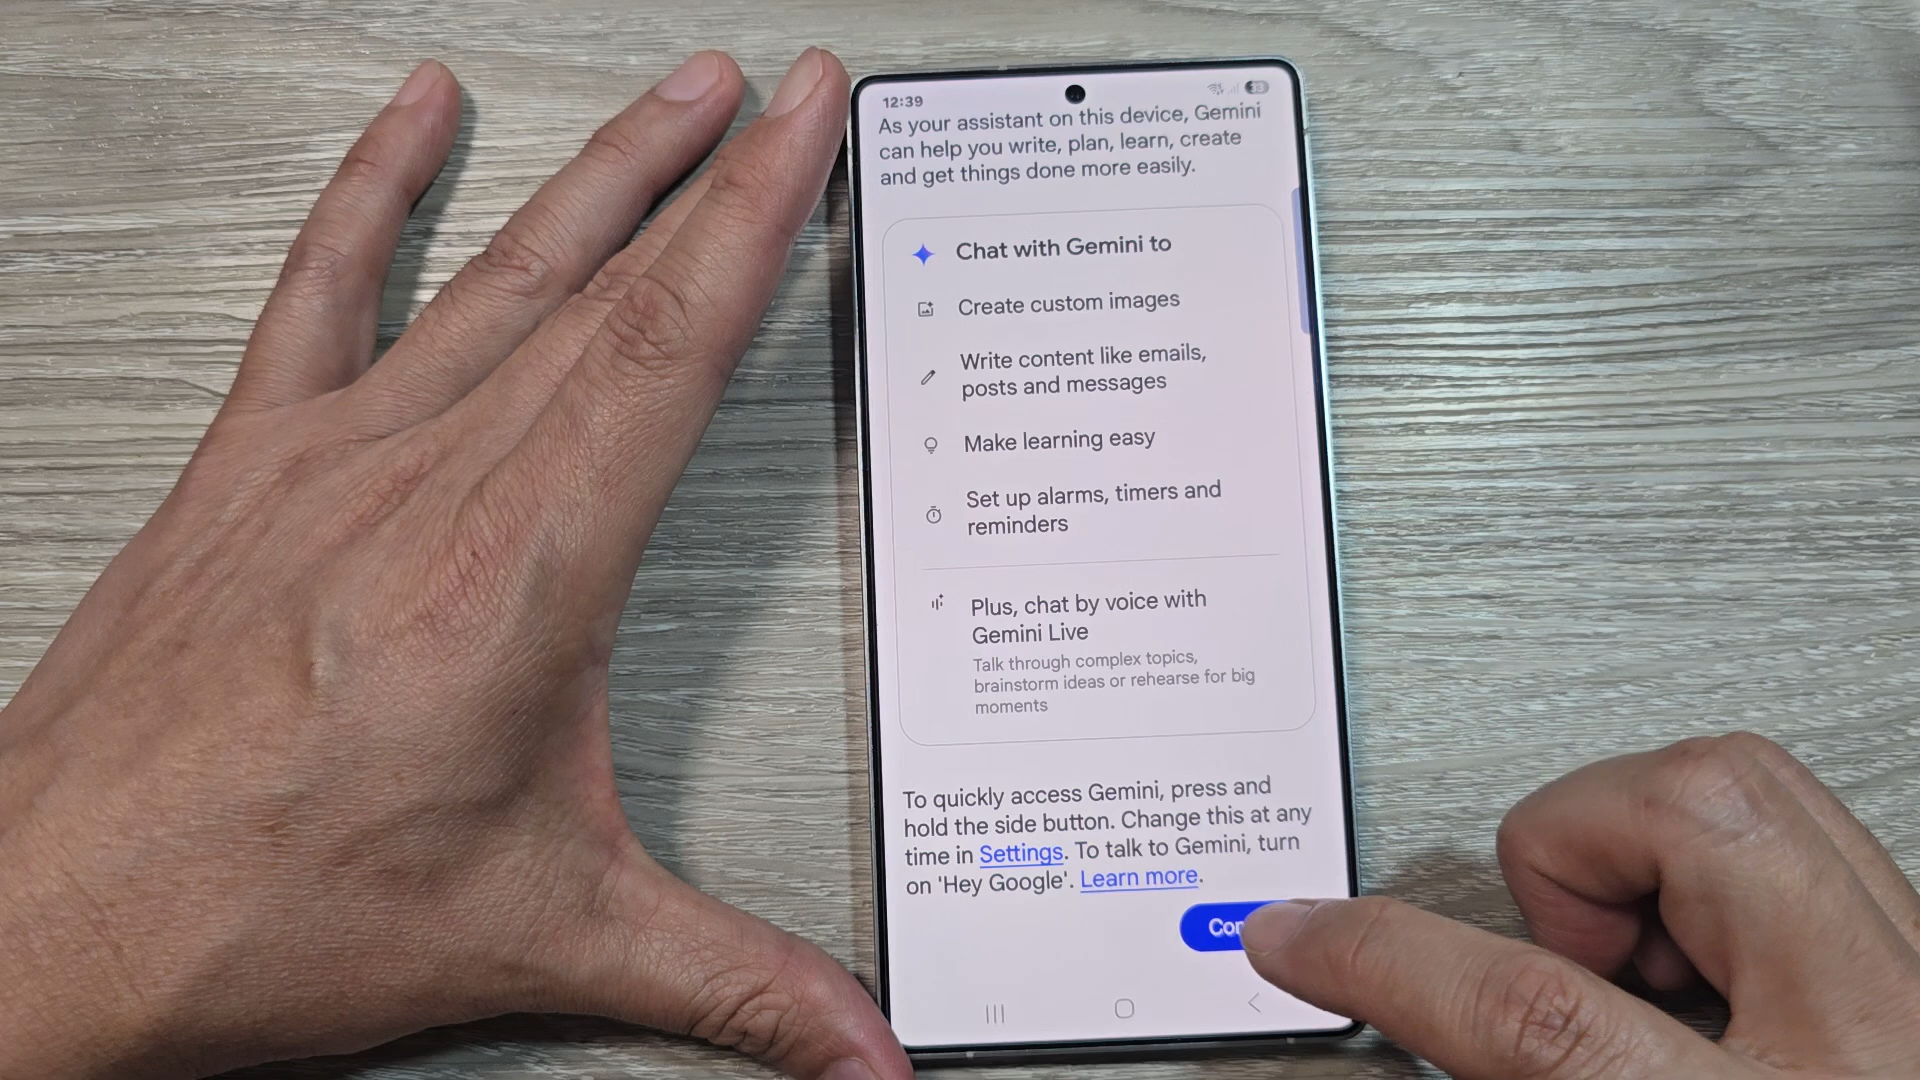 12:39
As your assistant on this device, Gemini
can help you write, plan, learn, create
and get things done more easily.
Chat with Gemini to
Create custom images
Write content like emails,
posts and messages
Make learning easy
Set up alarms, timers and
reminders
Plus, chat by voice with
Gemini Live
Talk through complex topics,
brainstorm ideas or rehearse for big
moments
To quickly access Gemini, press and
hold the side button. Change this at any
time in Settings. To talk to Gemini, turn
on 'Hey Google'. Learn more.